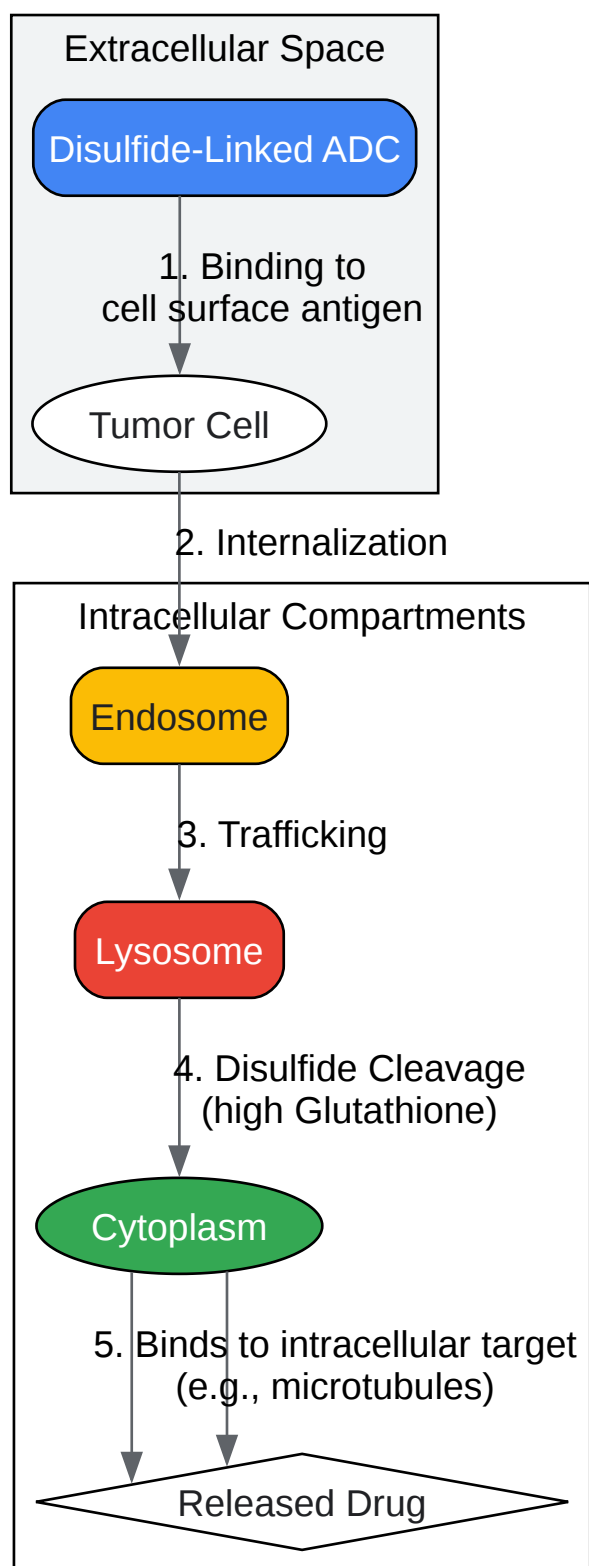 Extracellular Space
Disulfide-Linked ADC
1. Binding to
cell surface antigen
Tumor Cell
2. Internalization
Intracellular Compartments
Endosome
3. Trafficking
Lysosome
4. Disulfide Cleavage
(high Glutathione)
Cytoplasm
5. Binds to intracellular target
(e.g., microtubules)
Released Drug